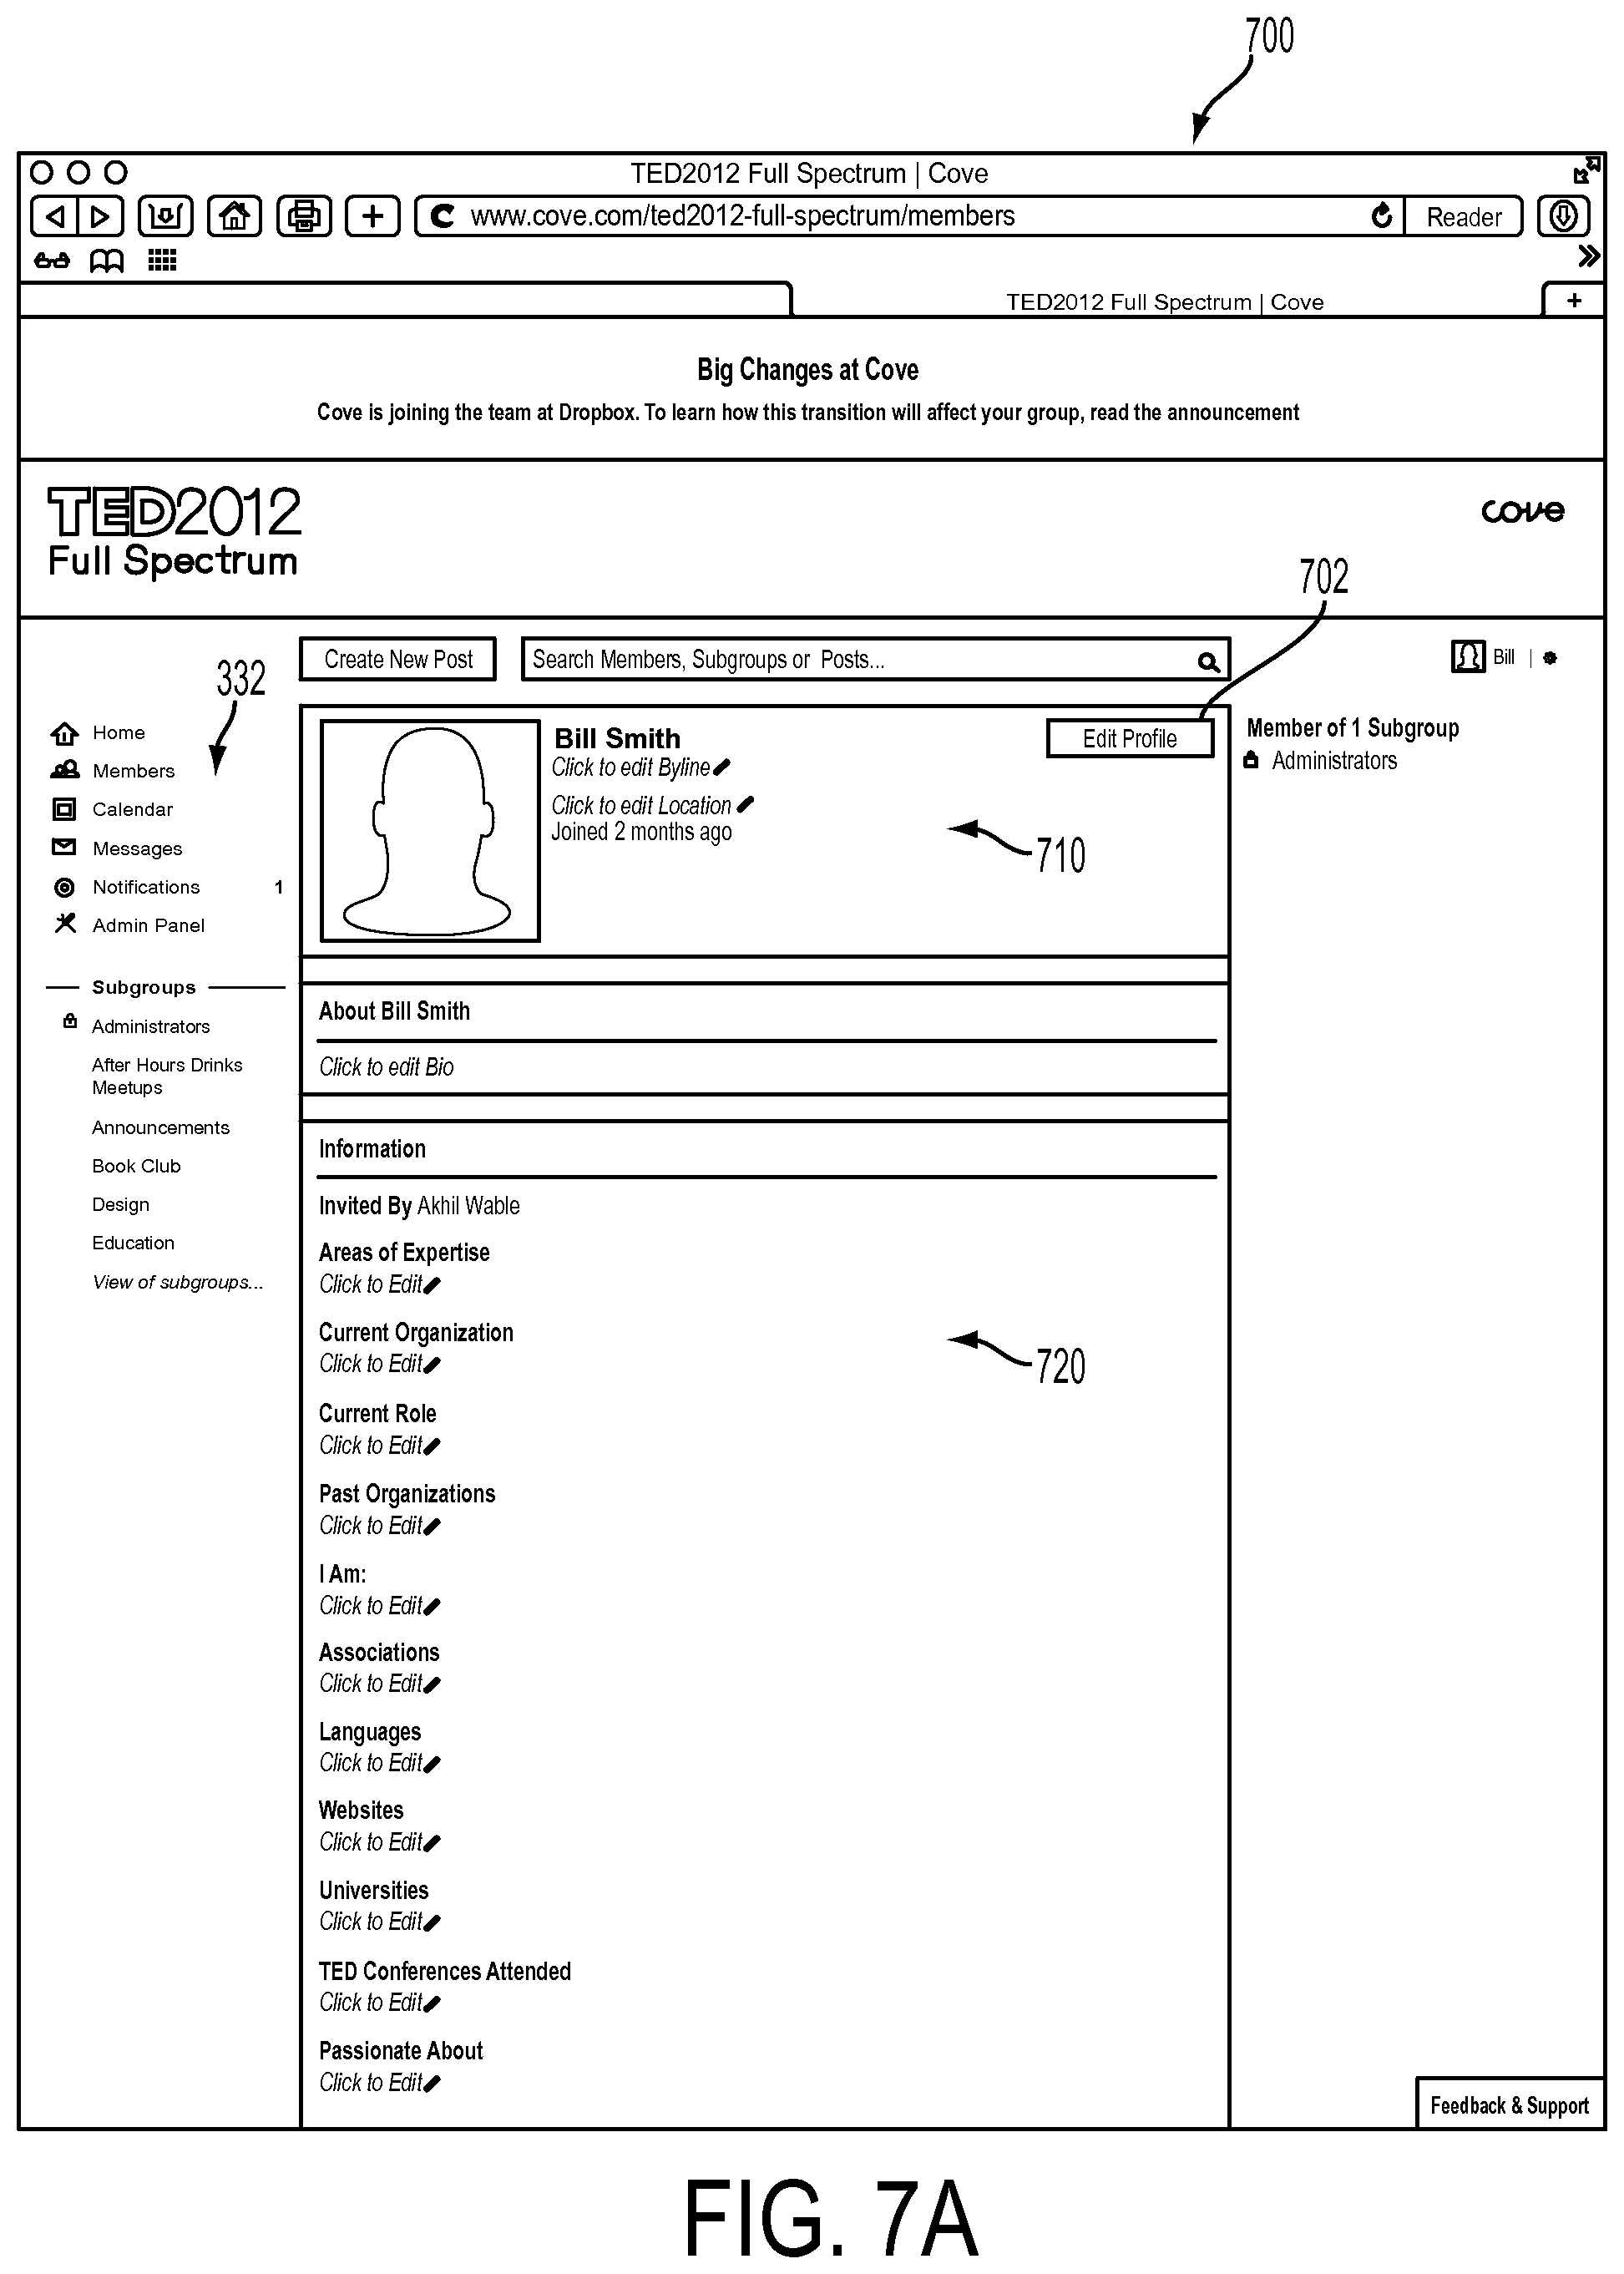 700
TED2012 Full Spectrum | Cove
www.cove.com/ted2012-full-spectrum/members
Reader
TED2012 Full Spectrum | Cove
+
Big Changes at Cove
Cove is joining the team at Dropbox. To learn how this transition will affect your group, read the announcement
TED2012
Full Spectrum
cove
702
332
Create New Post
Search Members, Subgroups or Posts...
Bill |
Home
Members
Calendar
Messages
Notifications 1
Admin Panel
Subgroups
Administrators
After Hours Drinks
Meetups
Announcements
Book Club
Design
Education
View of subgroups...
Bill Smith
Click to edit Byline
Click to edit Location
Joined 2 months ago
Edit Profile
710
Member of 1 Subgroup
Administrators
About Bill Smith
Click to edit Bio
Information
Invited By Akhil Wable
Areas of Expertise
Click to Edit
Current Organization
Click to Edit
720
Current Role
Click to Edit
Past Organizations
Click to Edit
I Am:
Click to Edit
Associations
Click to Edit
Languages
Click to Edit
Websites
Click to Edit
Universities
Click to Edit
TED Conferences Attended
Click to Edit
Passionate About
Click to Edit
Feedback & Support
FIG. 7A